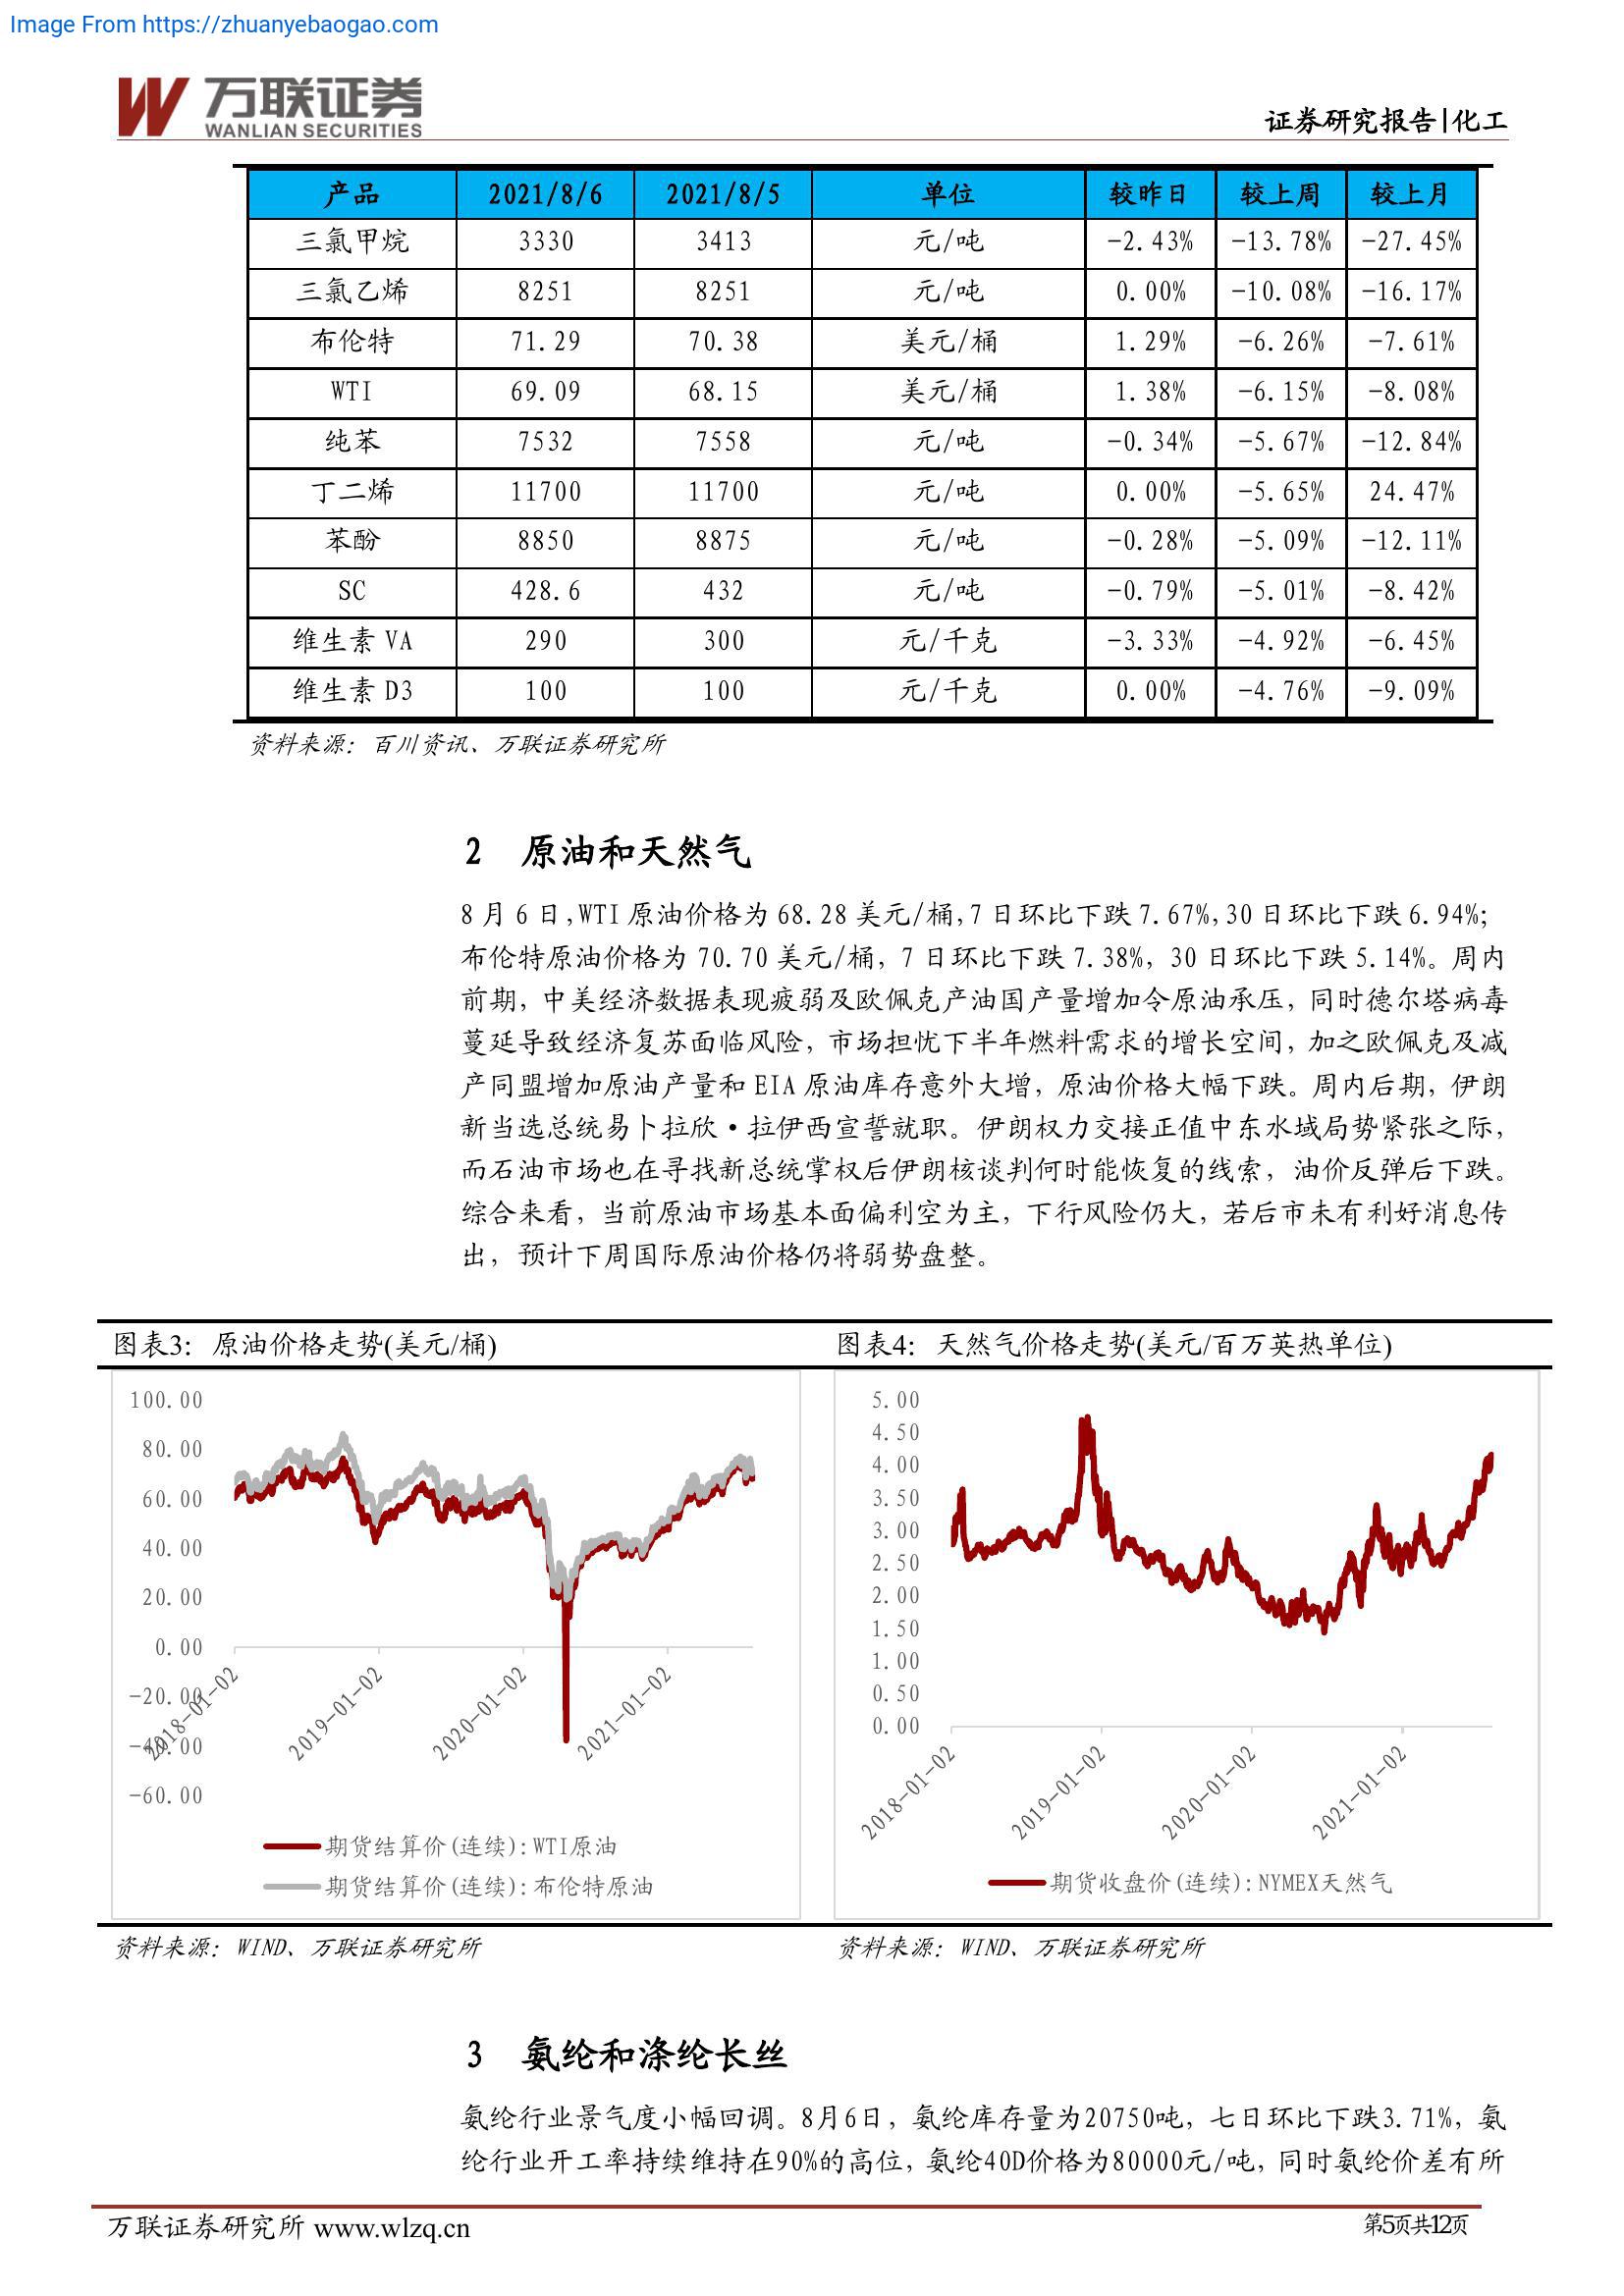 Image From https://zhuanyebaogao.com
万联证券
WANLIAN SECURITIES
证券研究报告|化工
产品 2021/8/6 2021/8/5 单位 较昨日 较上周 较上月
三氯甲烷 3330 3413 元/吨 -2.43% -13.78% -27.45%
三氯乙烯 8251 8251 元/吨 0.00% -10.08% -16.17%
布伦特 71.29 70.38 美元/桶 1.29% -6.26% -7.61%
WTI 69.09 68.15 美元/桶 1.38% -6.15% -8.08%
纯苯 7532 7558 元/吨 -0.34% -5.67% -12.84%
丁二烯 11700 11700 元/吨 0.00% -5.65% 24.47%
苯酚 8850 8875 元/吨 -0.28% -5.09% -12.11%
SC 428.6 432 元/吨 -0.79% -5.01% -8.42%
维生素 VA 290 300 元/千克 -3.33% -4.92% -6.45%
维生素 D3 100 100 元/千克 0.00% -4.76% -9.09%
资料来源：百川资讯、万联证券研究所
2 原油和天然气
8 月 6 日,WTI 原油价格为 68.28 美元/桶,7 日环比下跌 7.67%,30 日环比下跌 6.94%;
布伦特原油价格为 70.70 美元/桶，7 日环比下跌 7.38%，30 日环比下跌 5.14%。周内
前期，中美经济数据表现疲弱及欧佩克产油国产量增加令原油承压，同时德尔塔病毒
蔓延导致经济复苏面临风险，市场担忧下半年燃料需求的增长空间，加之欧佩克及减
产同盟增加原油产量和 EIA 原油库存意外大增，原油价格大幅下跌。周内后期，伊朗
新当选总统易卜拉欣·拉伊西宣誓就职。伊朗权力交接正值中东水域局势紧张之际，
而石油市场也在寻找新总统掌权后伊朗核谈判何时能恢复的线索，油价反弹后下跌。
综合来看，当前原油市场基本面偏利空为主，下行风险仍大，若后市未有利好消息传
出，预计下周国际原油价格仍将弱势盘整。
图表3：原油价格走势(美元/桶)
100.00
80.00
60.00
40.00
20.00
0.00
-20.00
-40.00
-60.00
2018-01-02
2019-01-02
2020-01-02
2021-01-02
期货结算价(连续):WTI原油
期货结算价(连续):布伦特原油
资料来源：WIND、万联证券研究所
图表4：天然气价格走势(美元/百万英热单位)
5.00
4.50
4.00
3.50
3.00
2.50
2.00
1.50
1.00
0.50
0.00
2018-01-02
2019-01-02
2020-01-02
2021-01-02
期货收盘价(连续):NYMEX天然气
资料来源：WIND、万联证券研究所
3 氨纶和涤纶长丝
氨纶行业景气度小幅回调。8月6日，氨纶库存量为20750吨，七日环比下跌3.71%，氨
纶行业开工率持续维持在90%的高位，氨纶40D价格为80000元/吨，同时氨纶价差有所
万联证券研究所 www.wlzq.cn
第5页共12页